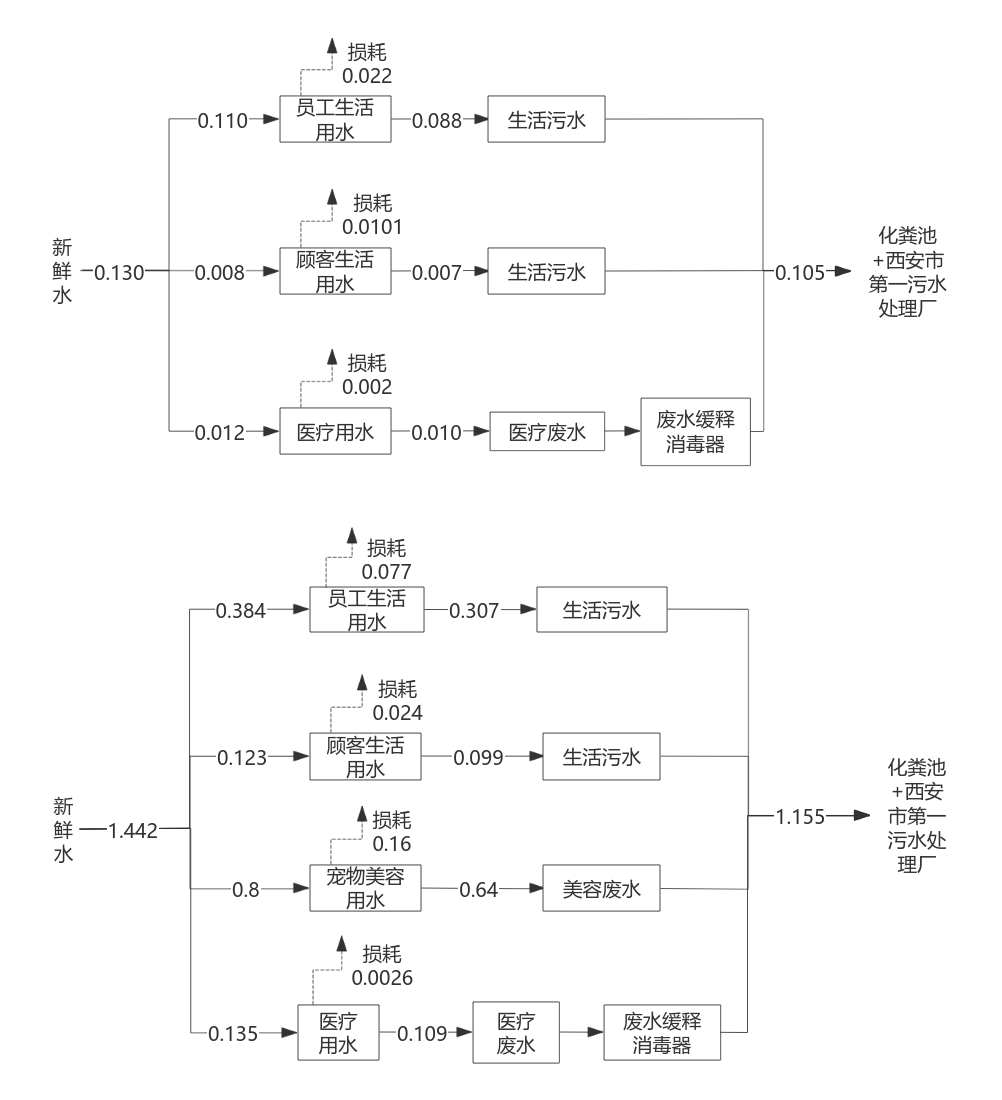 损耗
0.022
员工生活
用水
0.110
0.088
生活污水
损耗
0.0101
新
鲜
水
0.130
0.008
顾客生活
用水
0.007
生活污水
0.105
化粪池
+西安市
第一污水
处理厂
损耗
0.002
0.012
医疗用水
0.010
医疗废水
废水缓释
消毒器
损耗
0.077
0.384
员工生活
用水
0.307
生活污水
损耗
0.024
0.123
顾客生活
用水
0.099
生活污水
新
鲜
水
1.442
1.155
化粪池
+西安
市第一
污水处
理厂
损耗
0.16
0.8
宠物美容
用水
0.64
美容废水
损耗
0.0026
0.135
医疗
用水
0.109
医疗
废水
废水缓释
消毒器